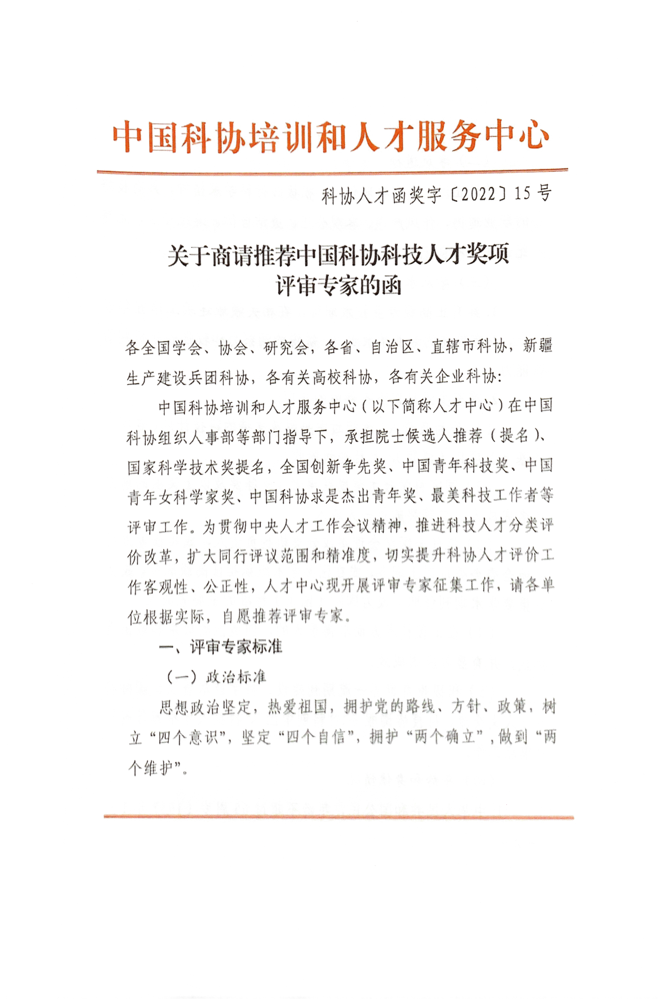 中国科协培训和人才服务中心
科协人才函奖字〔2022〕15 号
关于商请推荐中国科协科技人才奖项
评审专家的函
各全国学会、协会、研究会，各省、自治区、直辖市科协，新疆
生产建设兵团科协，各有关高校科协，各有关企业科协：
中国科协培训和人才服务中心（以下简称人才中心）在中国
科协组织人事部等部门指导下，承担院士候选人推荐（提名）、
国家科学技术奖提名，全国创新争先奖、中国青年科技奖、中国
青年女科学家奖、中国科协求是杰出青年奖、最美科技工作者等
评审工作。为贯彻中央人才工作会议精神，推进科技人才分类评
价改革，扩大同行评议范围和精准度，切实提升科协人才评价工
作客观性、公正性，人才中心现开展评审专家征集工作，请各单
位根据实际，自愿推荐评审专家。
一、评审专家标准
（一）政治标准
思想政治坚定，热爱祖国，拥护党的路线、方针、政策，树
立“四个意识”，坚定“四个自信”，拥护“两个确立”，做到“两
个维护”。